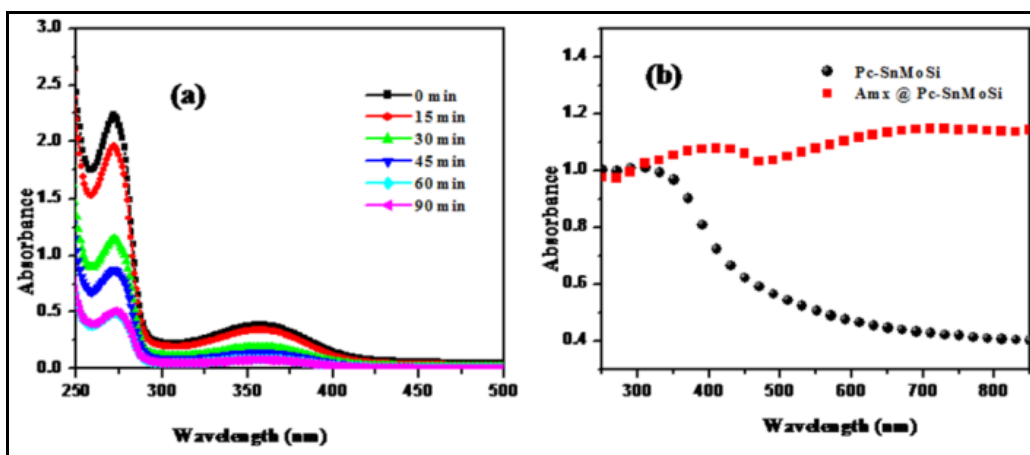 (a)
0 min
15 min
30 min
45 min
60 min
90 min
3.0
2.5
2.0
1.5
1.0
0.5
0.0
Absorbance
250 300 350 400 450 500
Wavelength (nm)
(b)
Pc-SnMoSi
Amx @ Pc-SnMoSi
1.4
1.2
1.0
0.8
0.6
0.4
Absorbance
300 400 500 600 700 800
Wavelength (nm)